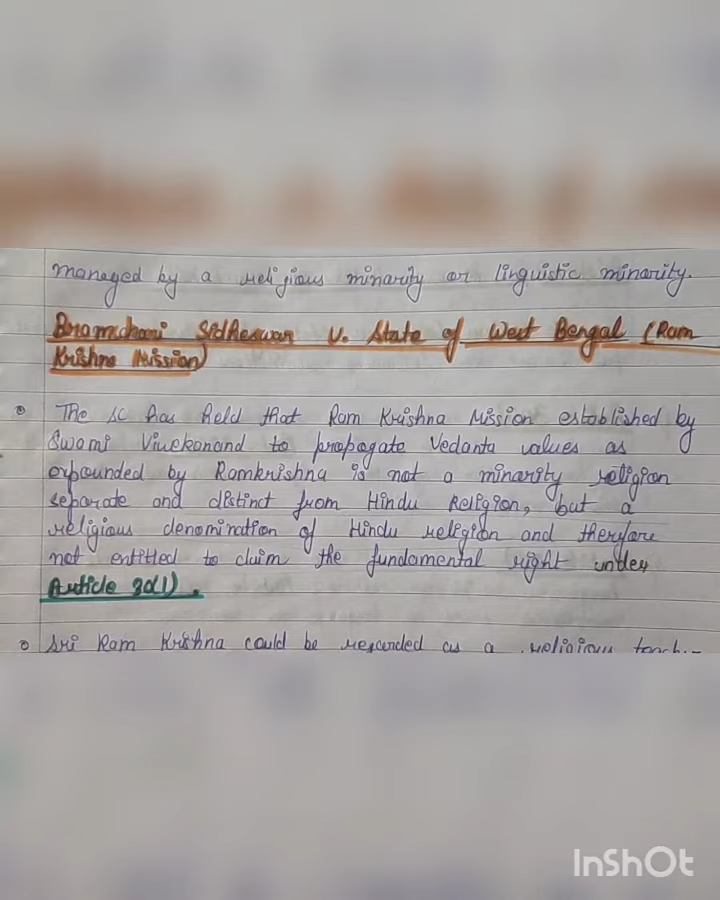 managed by a religious minority or linguistic minority.
Bramchari Sidheswar V. State of West Bengal (Ram
Krishna Mission)
The SC has held that Ram Krishna Mission established by
Swami Vivekanand to propagate Vedanta values as
expounded by Ramkrishna is not a minority religion
separate and distinct from Hindu Religion, but a
religious denomination of Hindu religion and therefore
not entitled to claim the fundamental right under
Article 30(1).
Sri Ram Krishna could be regarded as a religious
InShOt